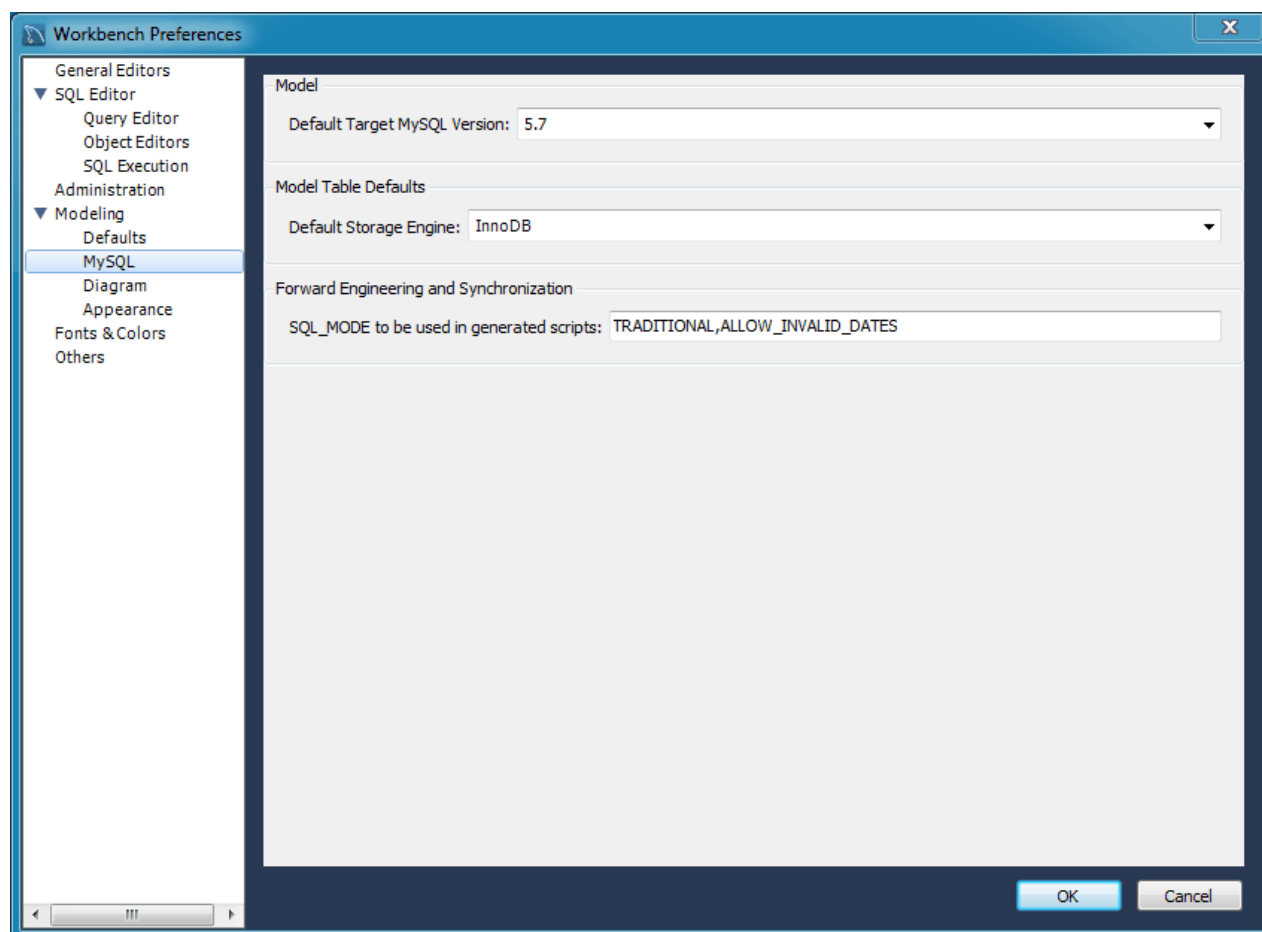 Workbench Preferences
General Editors
SQL Editor
Query Editor
Object Editors
SQL Execution
Administration
Modeling
Defaults
MySQL
Diagram
Appearance
Fonts & Colors
Others
Model
Default Target MySQL Version: 5.7
Model Table Defaults
Default Storage Engine: InnoDB
Forward Engineering and Synchronization
SQL_MODE to be used in generated scripts: TRADITIONAL,ALLOW_INVALID_DATES
OK Cancel